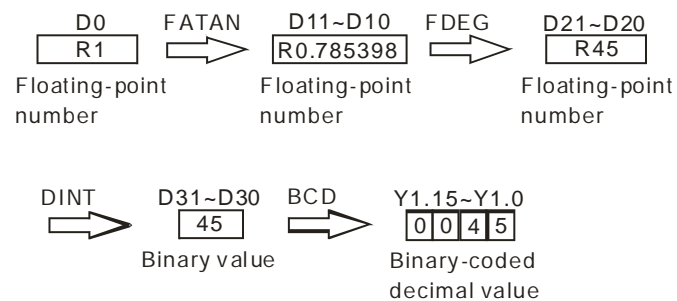 D0 FATAN D11~D10 FDEG D21~D20
R1 R0.785398 R45
Floating-point Floating-point Floating-point
number number number
DINT D31~D30 BCD Y1.15~Y1.0
45 0 0 4 5
Binary value Binary-coded
decimal value